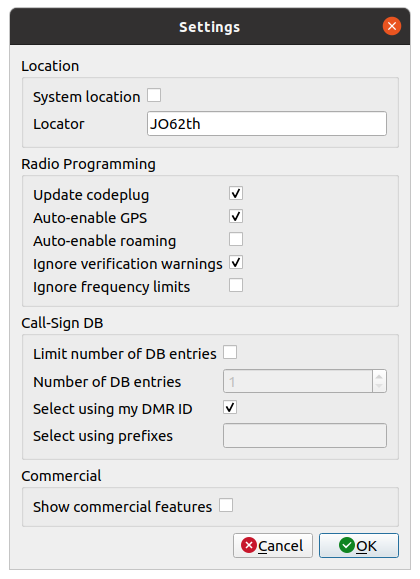 Settings
Location
System location
Locator JO62th
Radio Programming
Update codeplug
Auto-enable GPS
Auto-enable roaming
Ignore verification warnings
Ignore frequency limits
Call-Sign DB
Limit number of DB entries
Number of DB entries 1
Select using my DMR ID
Select using prefixes
Commercial
Show commercial features
Cancel OK